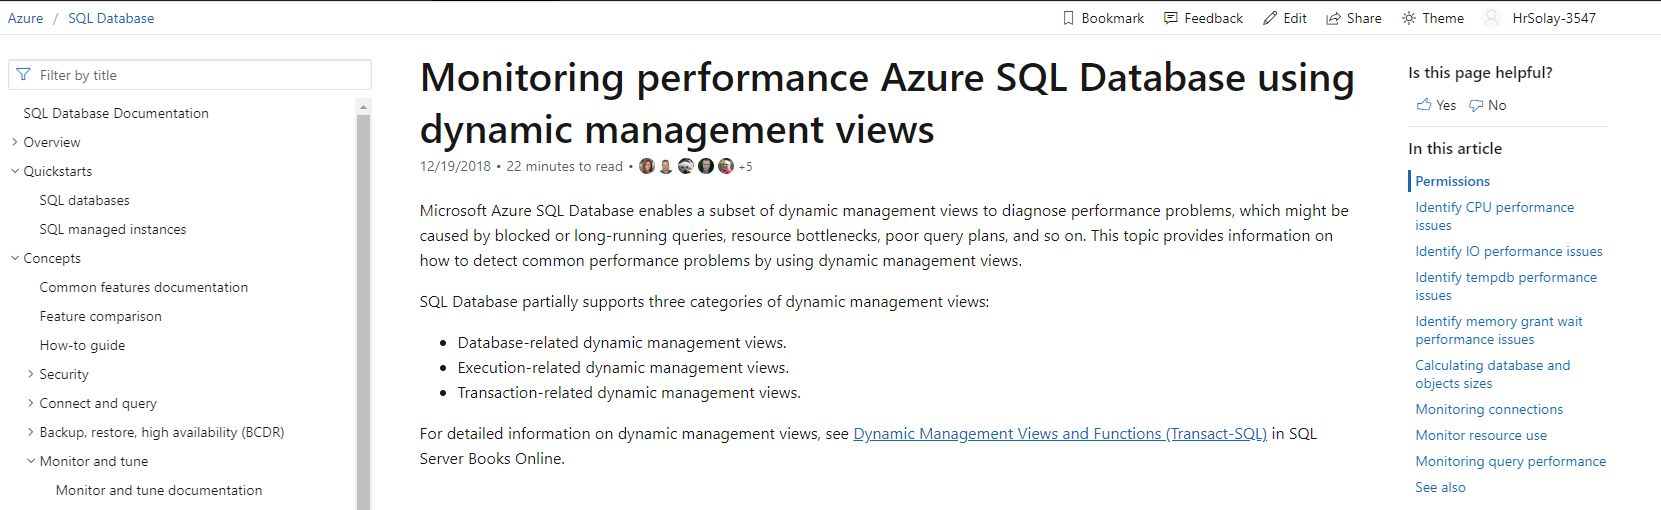 Azure / SQL Database
Bookmark Feedback Edit Share Theme HrSolay-3547
Filter by title
SQL Database Documentation
Overview
Quickstarts
SQL databases
SQL managed instances
Concepts
Common features documentation
Feature comparison
How-to guide
Security
Connect and query
Backup, restore, high availability (BCDR)
Monitor and tune
Monitor and tune documentation
Monitoring performance Azure SQL Database using
dynamic management views
12/19/2018 • 22 minutes to read • +5
Microsoft Azure SQL Database enables a subset of dynamic management views to diagnose performance problems, which might be
caused by blocked or long-running queries, resource bottlenecks, poor query plans, and so on. This topic provides information on
how to detect common performance problems by using dynamic management views.
SQL Database partially supports three categories of dynamic management views:
• Database-related dynamic management views.
• Execution-related dynamic management views.
• Transaction-related dynamic management views.
For detailed information on dynamic management views, see Dynamic Management Views and Functions (Transact-SQL) in SQL
Server Books Online.
Is this page helpful?
Yes No
In this article
Permissions
Identify CPU performance
issues
Identify IO performance issues
Identify tempdb performance
issues
Identify memory grant wait
performance issues
Calculating database and
objects sizes
Monitoring connections
Monitor resource use
Monitoring query performance
See also